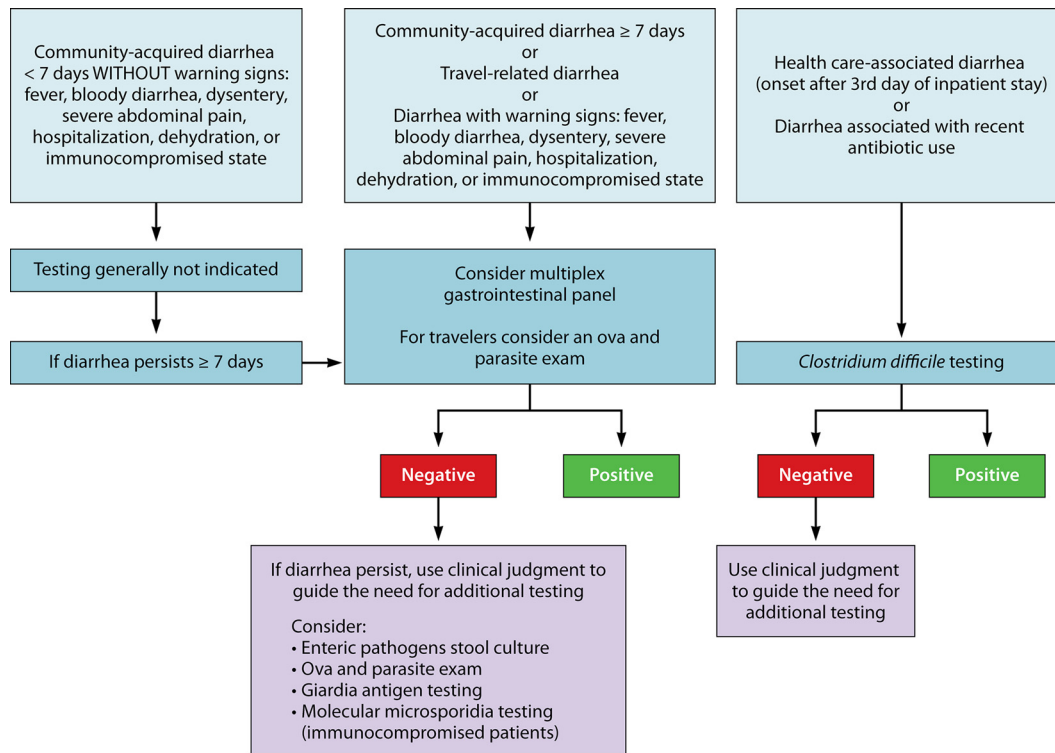 Community-acquired diarrhea
< 7 days WITHOUT warning signs:
fever, bloody diarrhea, dysentery,
severe abdominal pain,
hospitalization, dehydration, or
immunocompromised state
Testing generally not indicated
If diarrhea persists ≥ 7 days
Community-acquired diarrhea ≥ 7 days
or
Travel-related diarrhea
or
Diarrhea with warning signs: fever,
bloody diarrhea, dysentery, severe
abdominal pain, hospitalization,
dehydration, or immunocompromised state
Consider multiplex
gastrointestinal panel
For travelers consider an ova and
parasite exam
Negative
Positive
If diarrhea persist, use clinical judgment to
guide the need for additional testing
Consider:
• Enteric pathogens stool culture
• Ova and parasite exam
• Giardia antigen testing
• Molecular microsporidia testing
(immunocompromised patients)
Health care-associated diarrhea
(onset after 3rd day of inpatient stay)
or
Diarrhea associated with recent
antibiotic use
Clostridium difficile testing
Negative
Positive
Use clinical judgment
to guide the need for
additional testing